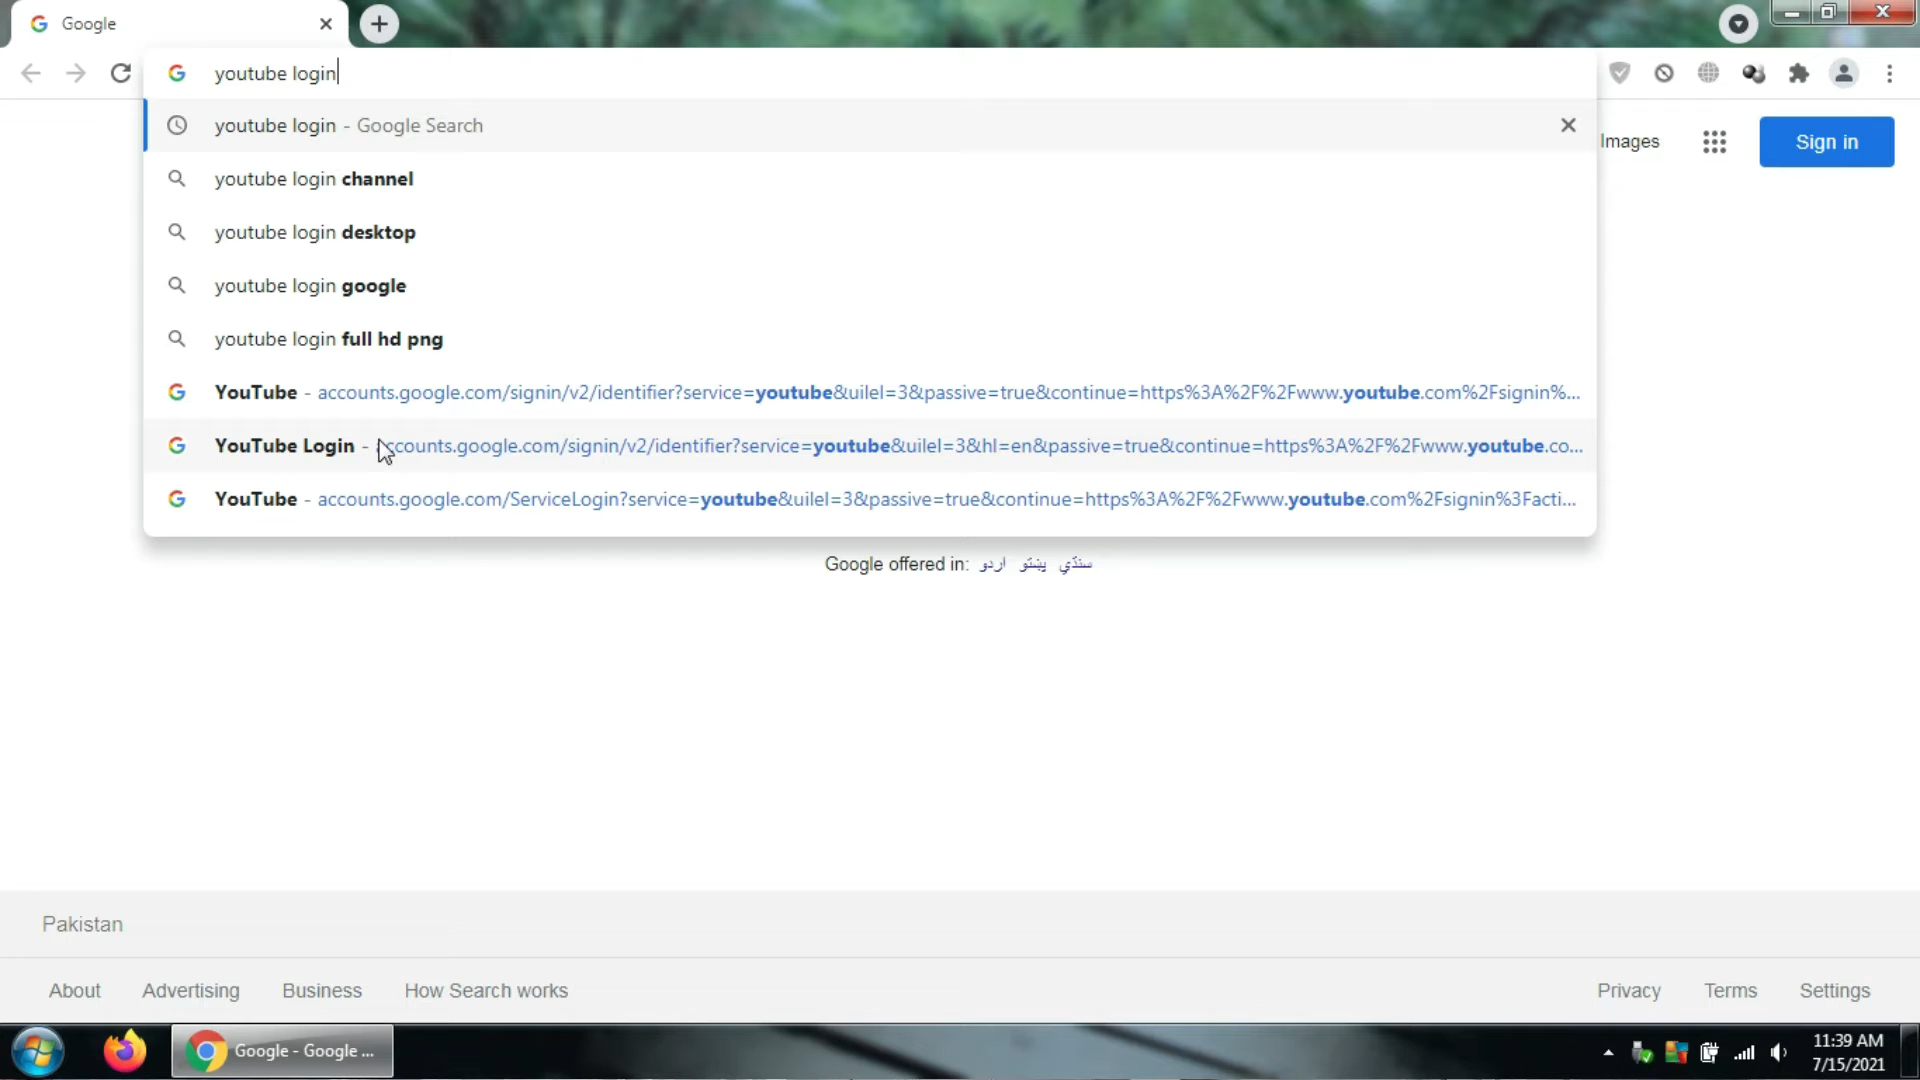 Google
youtube login
youtube login - Google Search
Images
Sign in
youtube login channel
youtube login desktop
youtube login google
youtube login full hd png
YouTube - accounts.google.com/signin/v2/identifier?service=youtube&uilel=3&passive=true&continue=https%3A%2F%2Fwww.youtube.com%2Fsignin%...
YouTube Login - accounts.google.com/signin/v2/identifier?service=youtube&uilel=3&hl=en&passive=true&continue=https%3A%2F%2Fwww.youtube.co...
YouTube - accounts.google.com/ServiceLogin?service=youtube&uilel=3&passive=true&continue=https%3A%2F%2Fwww.youtube.com%2Fsignin%3Facti...
Google offered in: اردو پښتو سنڌي
Pakistan
About Advertising Business How Search works Privacy Terms Settings
Google - Google ...
11:39 AM
7/15/2021